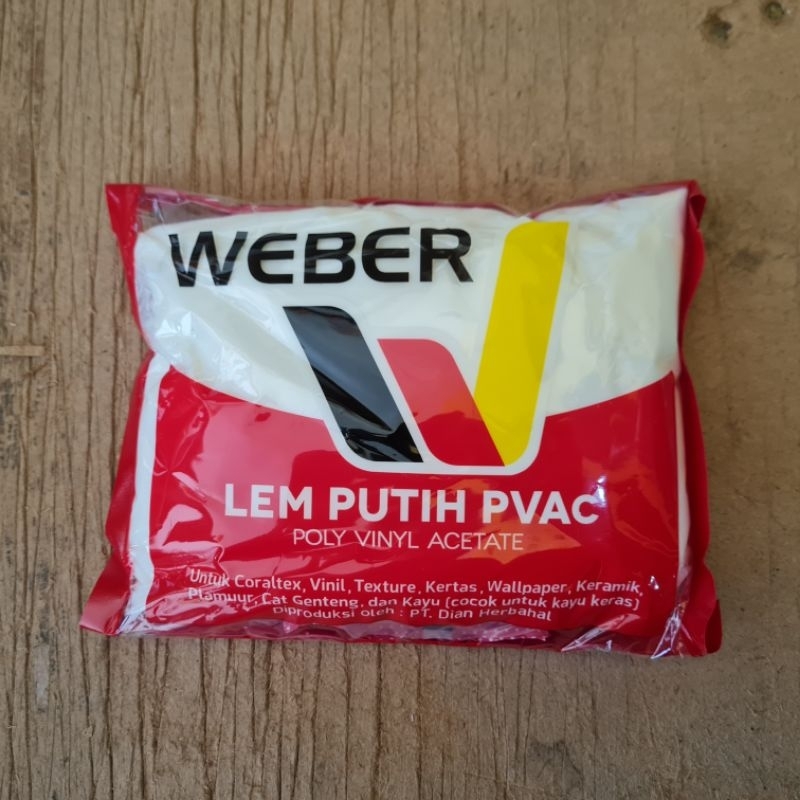 WEBER
LEM PUTIH PVAC
POLY VINYL ACETATE
Untuk Coraltex, Vinil, Texture, Kertas, Wallpaper, Keramik,
Plamuur, Cat Genteng, dan Kayu (cocok untuk kayu keras)
Diproduksi oleh : PT. Dian Herbahal